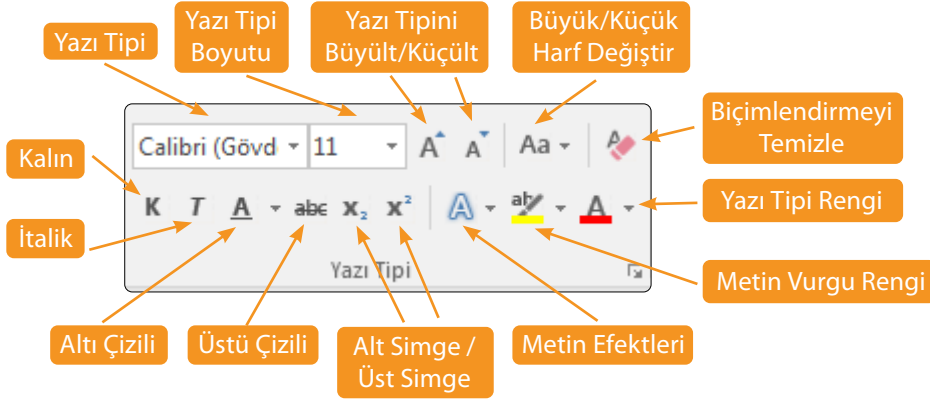 Yazı Tipi
Yazı Tipi
Boyutu
Yazı Tipini
Büyült/Küçült
Büyük/Küçük
Harf Değiştir
Biçimlendirmeyi
Temizle
Calibri (Gövd
11
A A
Aa
A
Kalın
K T A abc x₂ x² A ab A
Yazı Tipi Rengi
İtalik
Yazı Tipi
Metin Vurgu Rengi
Altı Çizili
Üstü Çizili
Alt Simge /
Üst Simge
Metin Efektleri